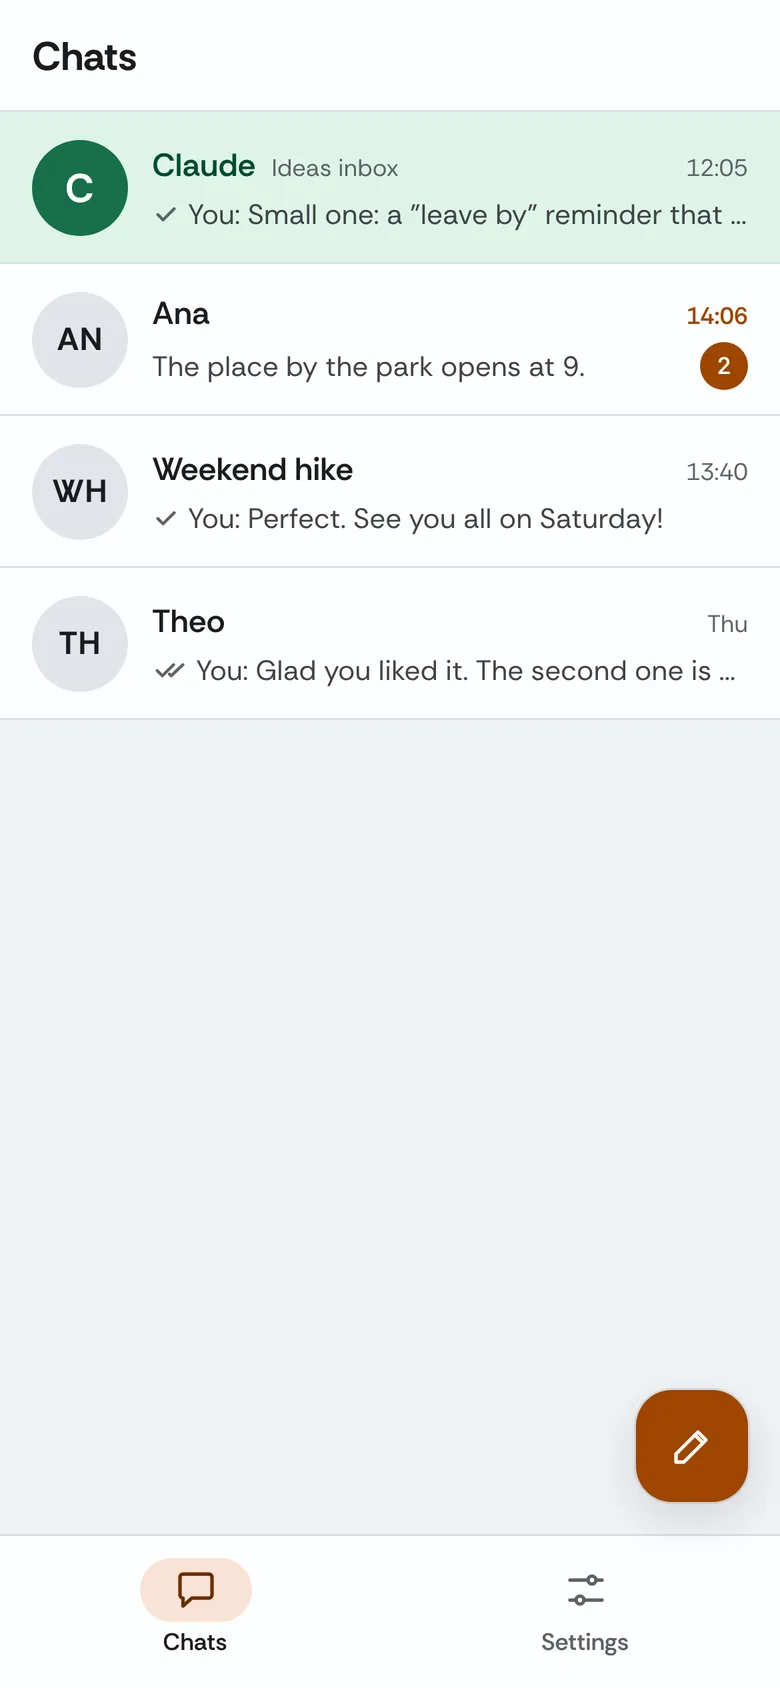 Chats
C
Claude Ideas inbox 12:05
You: Small one: a "leave by" reminder that ...
AN
Ana 14:06
The place by the park opens at 9. 2
WH
Weekend hike 13:40
You: Perfect. See you all on Saturday!
TH
Theo Thu
You: Glad you liked it. The second one is ...
Chats Settings